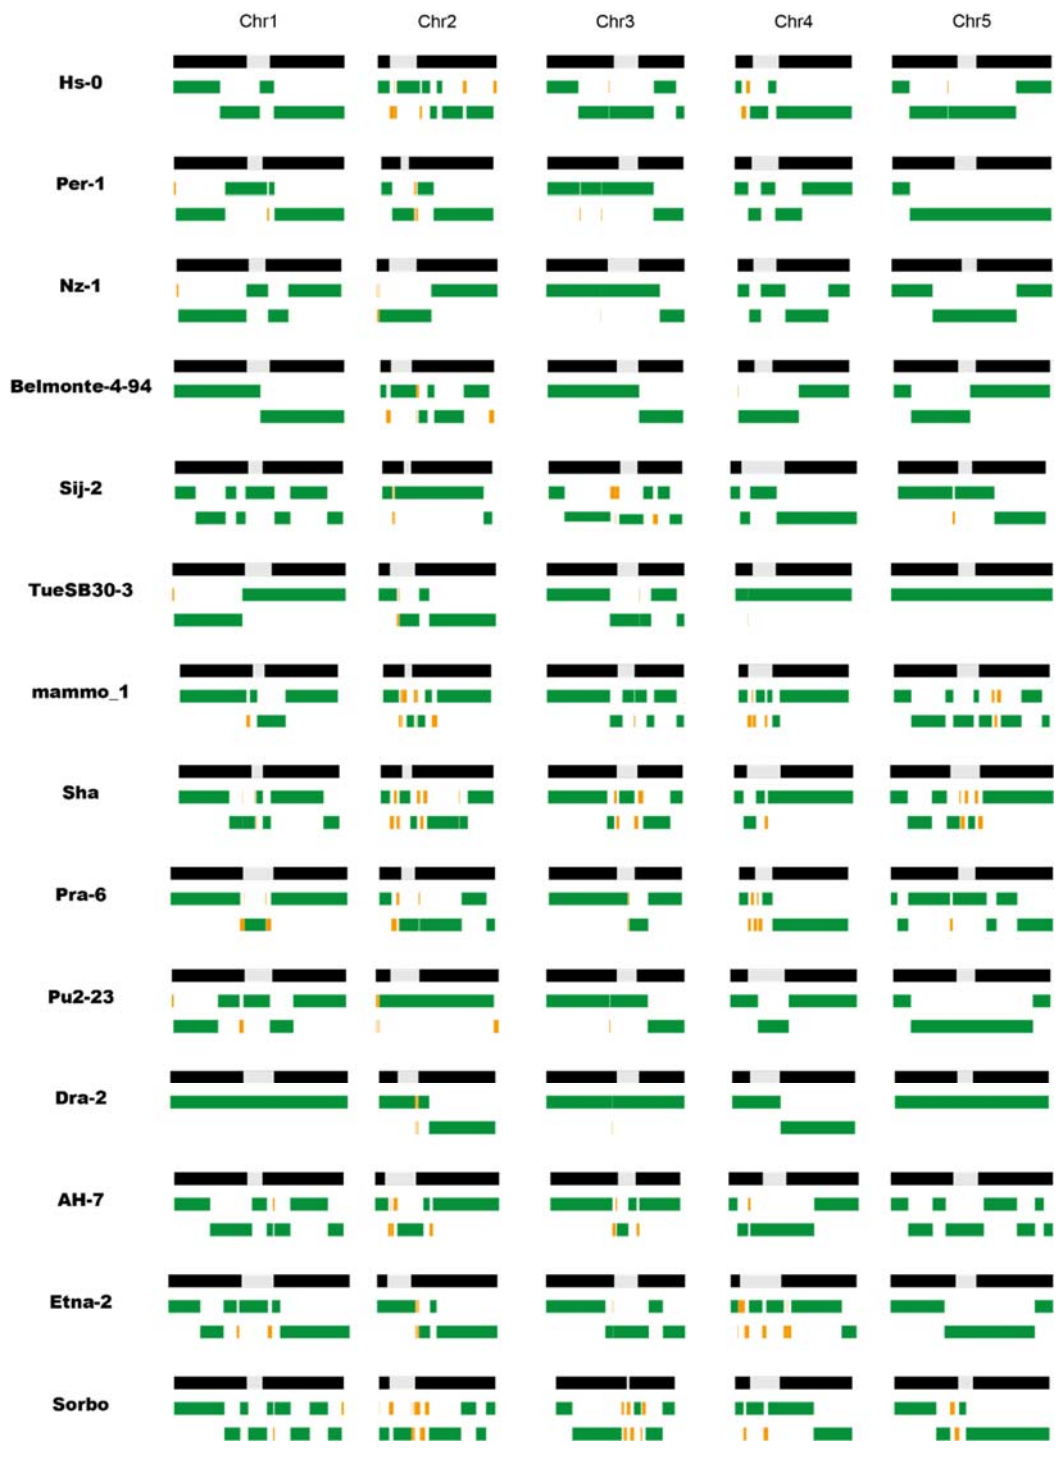 Chr1 Chr2 Chr3 Chr4 Chr5
Hs-0
Per-1
Nz-1
Belmonte-4-94
Sij-2
TueSB30-3
mammo_1
Sha
Pra-6
Pu2-23
Dra-2
AH-7
Etna-2
Sorbo